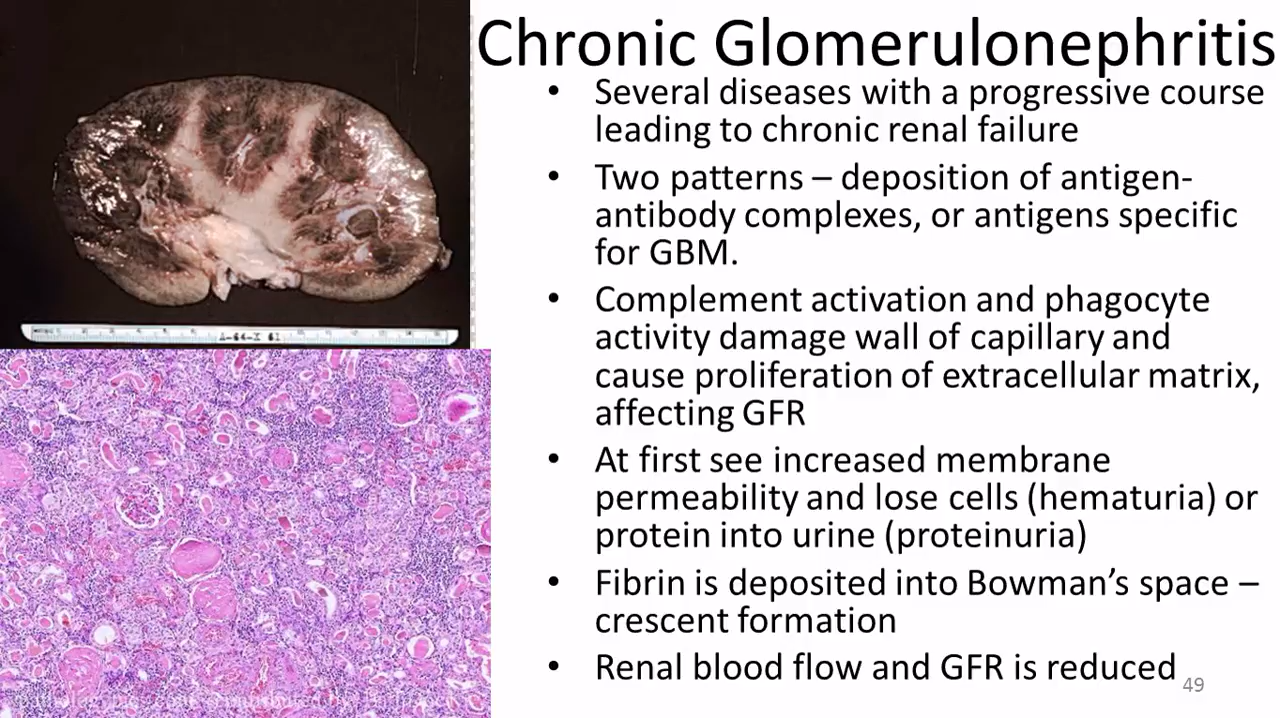 Chronic Glomerulonephritis
• Several diseases with a progressive course
leading to chronic renal failure
• Two patterns – deposition of antigen-
antibody complexes, or antigens specific
for GBM.
• Complement activation and phagocyte
activity damage wall of capillary and
cause proliferation of extracellular matrix,
affecting GFR
• At first see increased membrane
permeability and lose cells (hematuria) or
protein into urine (proteinuria)
• Fibrin is deposited into Bowman’s space –
crescent formation
• Renal blood flow and GFR is reduced
49